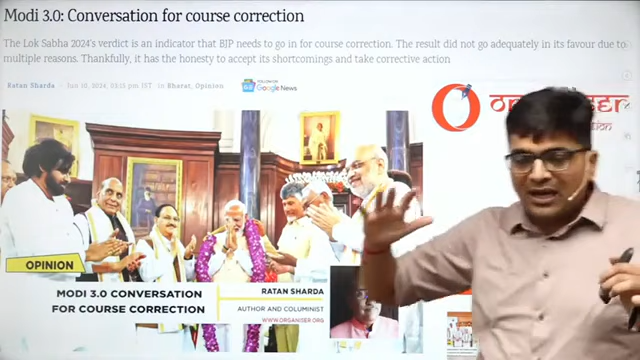 Modi 3.0: Conversation for course correction
The Lok Sabha 2024's verdict is an indicator that BJP needs to go in for course correction. The result did not go adequately in its favour due to
multiple reasons. Thankfully, it has the honesty to accept its shortcomings and take corrective action
Ratan Sharda — Jun 10, 2024, 03:15 pm IST in Bharat, Opinion
Google News
OPINION
MODI 3.0 CONVERSATION
FOR COURSE CORRECTION
RATAN SHARDA
AUTHOR AND COLUMINIST
WWW.ORGANISER.ORG